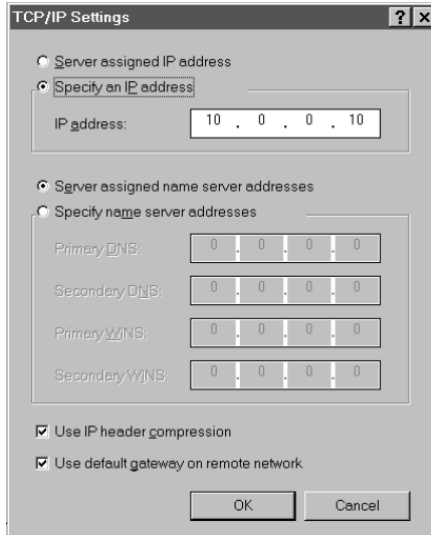 TCP/IP Settings
Server assigned IP address
Specify an IP address
IP address: 10 . 0 . 0 . 10
Server assigned name server addresses
Specify name server addresses
Primary DNS: 0 . 0 . 0 . 0
Secondary DNS: 0 . 0 . 0 . 0
Primary WINS: 0 . 0 . 0 . 0
Secondary WINS: 0 . 0 . 0 . 0
Use IP header compression
Use default gateway on remote network
OK Cancel